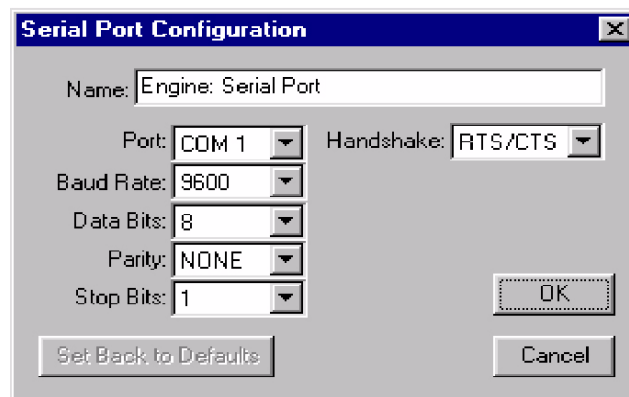 Serial Port Configuration
Name: Engine: Serial Port
Port: COM 1 Handshake: RTS/CTS
Baud Rate: 9600
Data Bits: 8
Parity: NONE
Stop Bits: 1
OK
Set Back to Defaults Cancel